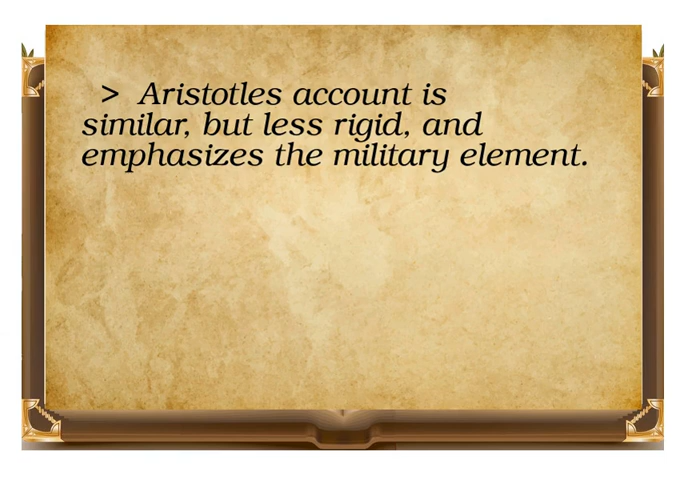 > Aristotles account is
similar, but less rigid, and
emphasizes the military element.